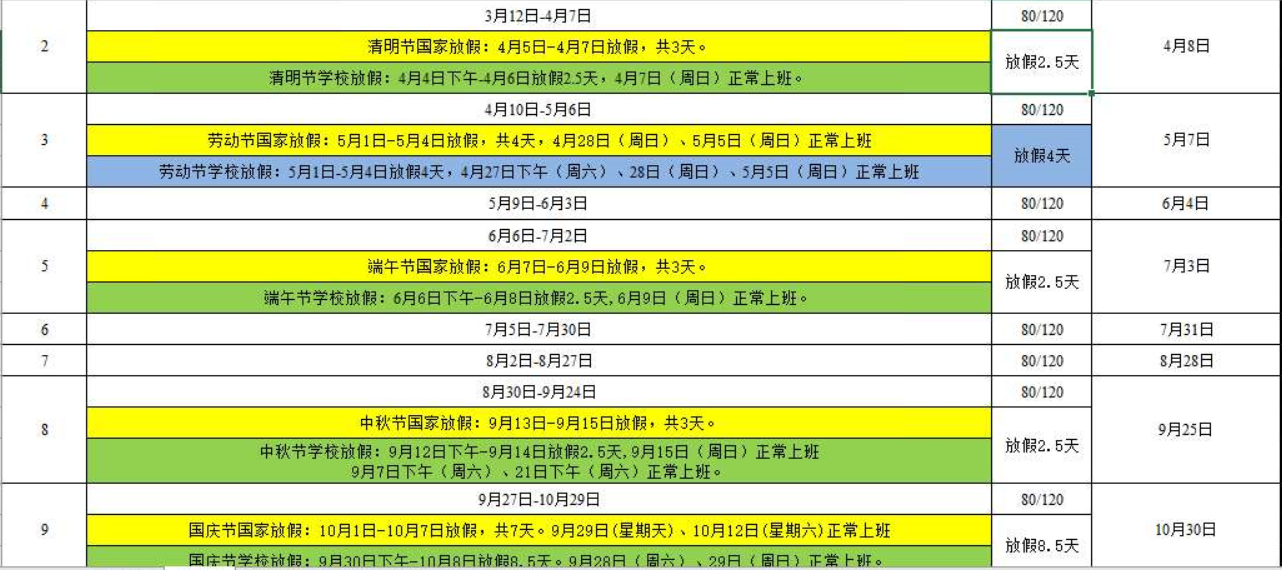 3月12日-4月7日 80/120
2 清明节国家放假：4月5日-4月7日放假，共3天。 放假2.5天 4月8日
清明节学校放假：4月4日下午-4月6日放假2.5天，4月7日（周日）正常上班。
4月10日-5月6日 80/120
3 劳动节国家放假：5月1日-5月4日放假，共4天，4月28日（周日）、5月5日（周日）正常上班 放假4天 5月7日
劳动节学校放假：5月1日-5月4日放假4天，4月27日下午（周六）、28日（周日）、5月5日（周日）正常上班
4 5月9日-6月3日 80/120 6月4日
6月6日-7月2日 80/120
5 端午节国家放假：6月7日-6月9日放假，共3天。 放假2.5天 7月3日
端午节学校放假：6月6日下午-6月8日放假2.5天,6月9日（周日）正常上班。
6 7月5日-7月30日 80/120 7月31日
7 8月2日-8月27日 80/120 8月28日
8月30日-9月24日 80/120
8 中秋节国家放假：9月13日-9月15日放假，共3天。 放假2.5天 9月25日
中秋节学校放假：9月12日下午-9月14日放假2.5天,9月15日（周日）正常上班
9月7日下午（周六）、21日下午（周六）正常上班。
9月27日-10月29日 80/120
9 国庆节国家放假：10月1日-10月7日放假，共7天。9月29日(星期天)、10月12日(星期六)正常上班 放假8.5天 10月30日
国庆节学校放假：9月30日下午-10月8日放假8.5天。9月28日（周六）、29日（周日）正常上班。